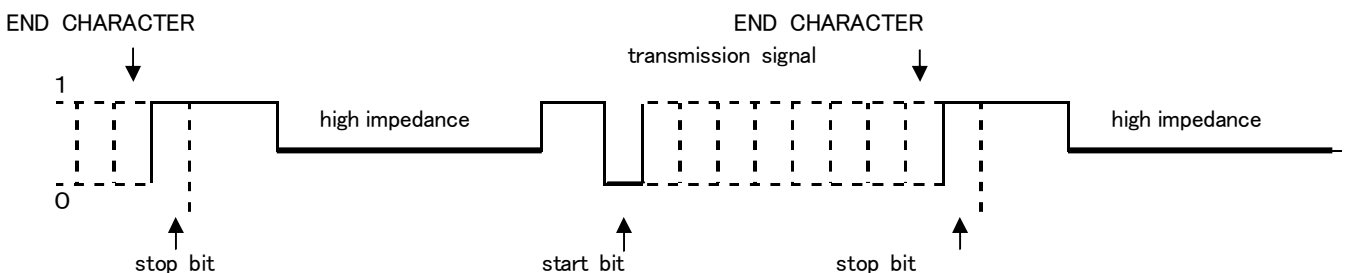 END CHARACTER END CHARACTER
transmission signal
1
high impedance high impedance
0
stop bit start bit stop bit